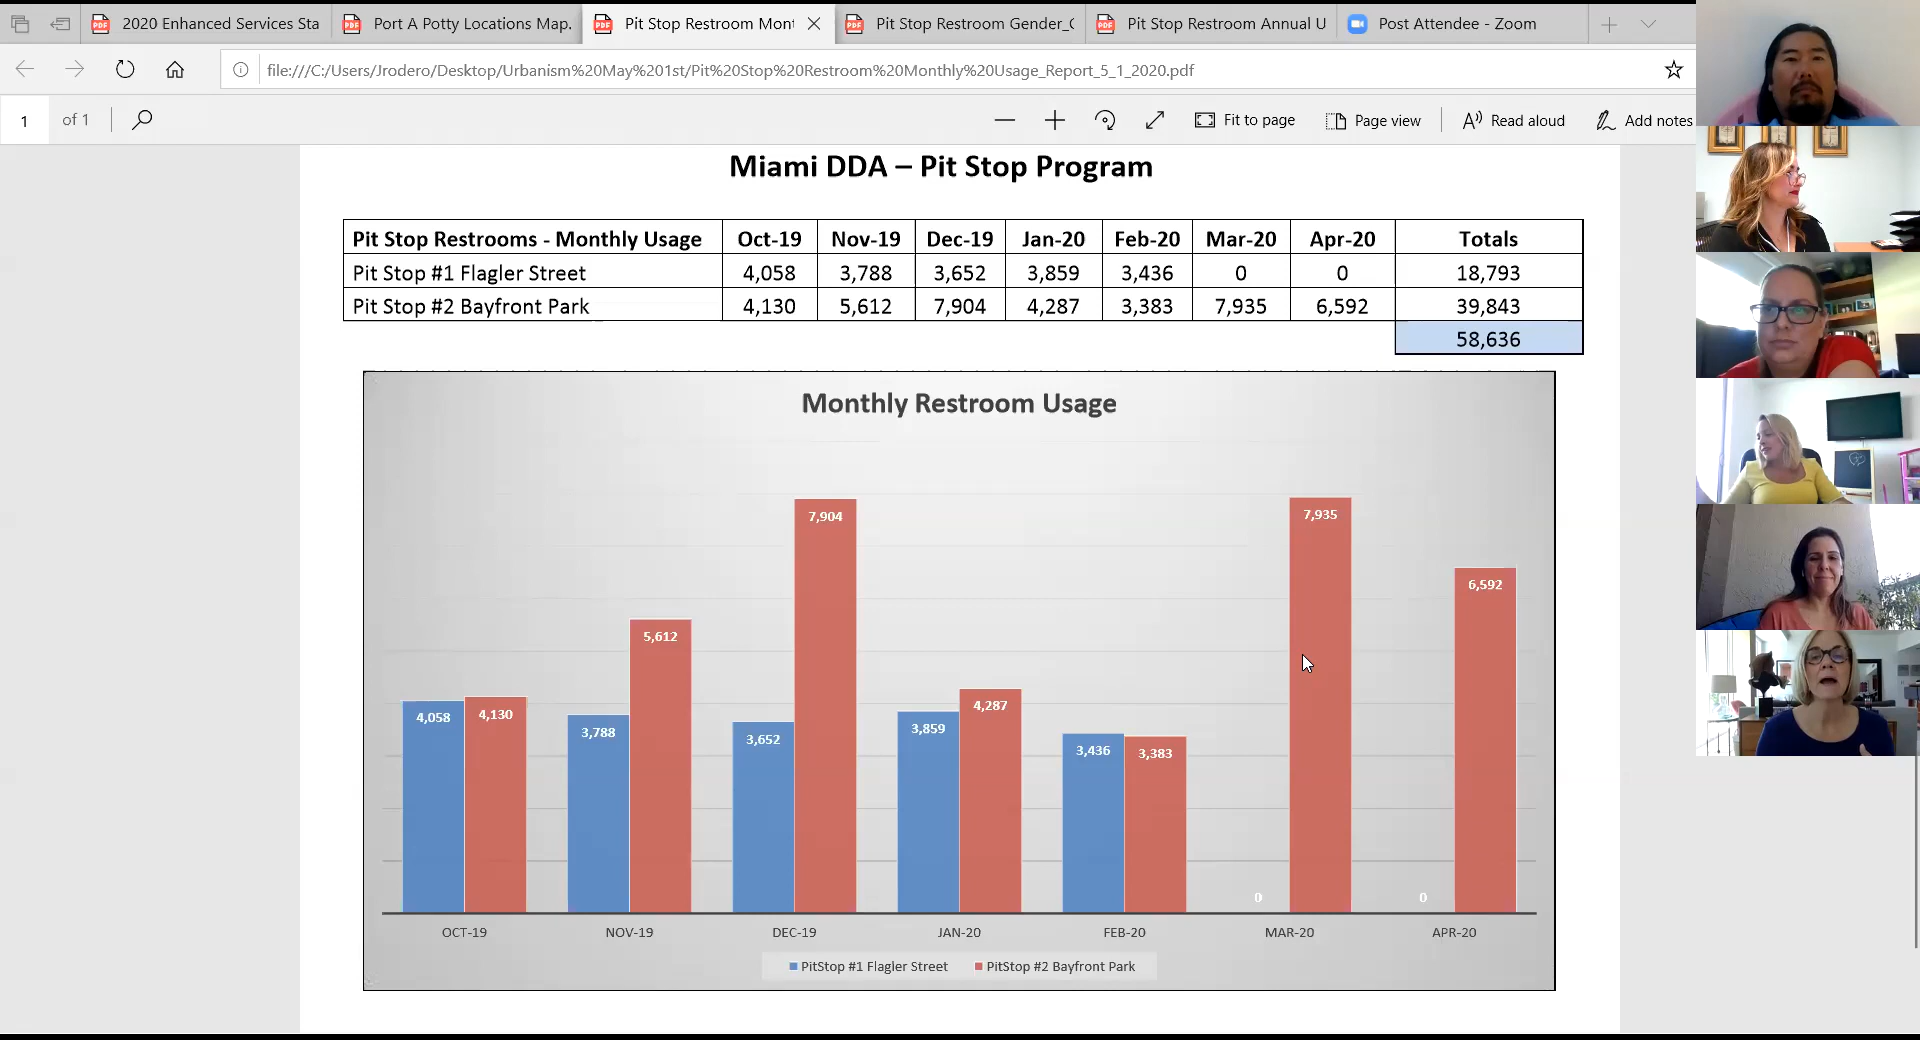 2020 Enhanced Services Sta
Port A Potty Locations Map.
Pit Stop Restroom Mont
Pit Stop Restroom Gender_
Pit Stop Restroom Annual U
Post Attendee - Zoom
file:///C:/Users/Jrodero/Desktop/Urbanism%20May%201st/Pit%20Stop%20Restroom%20Monthly%20Usage_Report_5_1_2020.pdf
1 of 1 Fit to page Page view Read aloud Add notes
Miami DDA – Pit Stop Program
Pit Stop Restrooms - Monthly Usage Oct-19 Nov-19 Dec-19 Jan-20 Feb-20 Mar-20 Apr-20 Totals
Pit Stop #1 Flagler Street 4,058 3,788 3,652 3,859 3,436 0 0 18,793
Pit Stop #2 Bayfront Park 4,130 5,612 7,904 4,287 3,383 7,935 6,592 39,843
58,636
Monthly Restroom Usage
4,058 4,130 3,788 5,612 3,652 7,904 3,859 4,287 3,436 3,383 0 7,935 0 6,592
OCT-19 NOV-19 DEC-19 JAN-20 FEB-20 MAR-20 APR-20
PitStop #1 Flagler Street PitStop #2 Bayfront Park